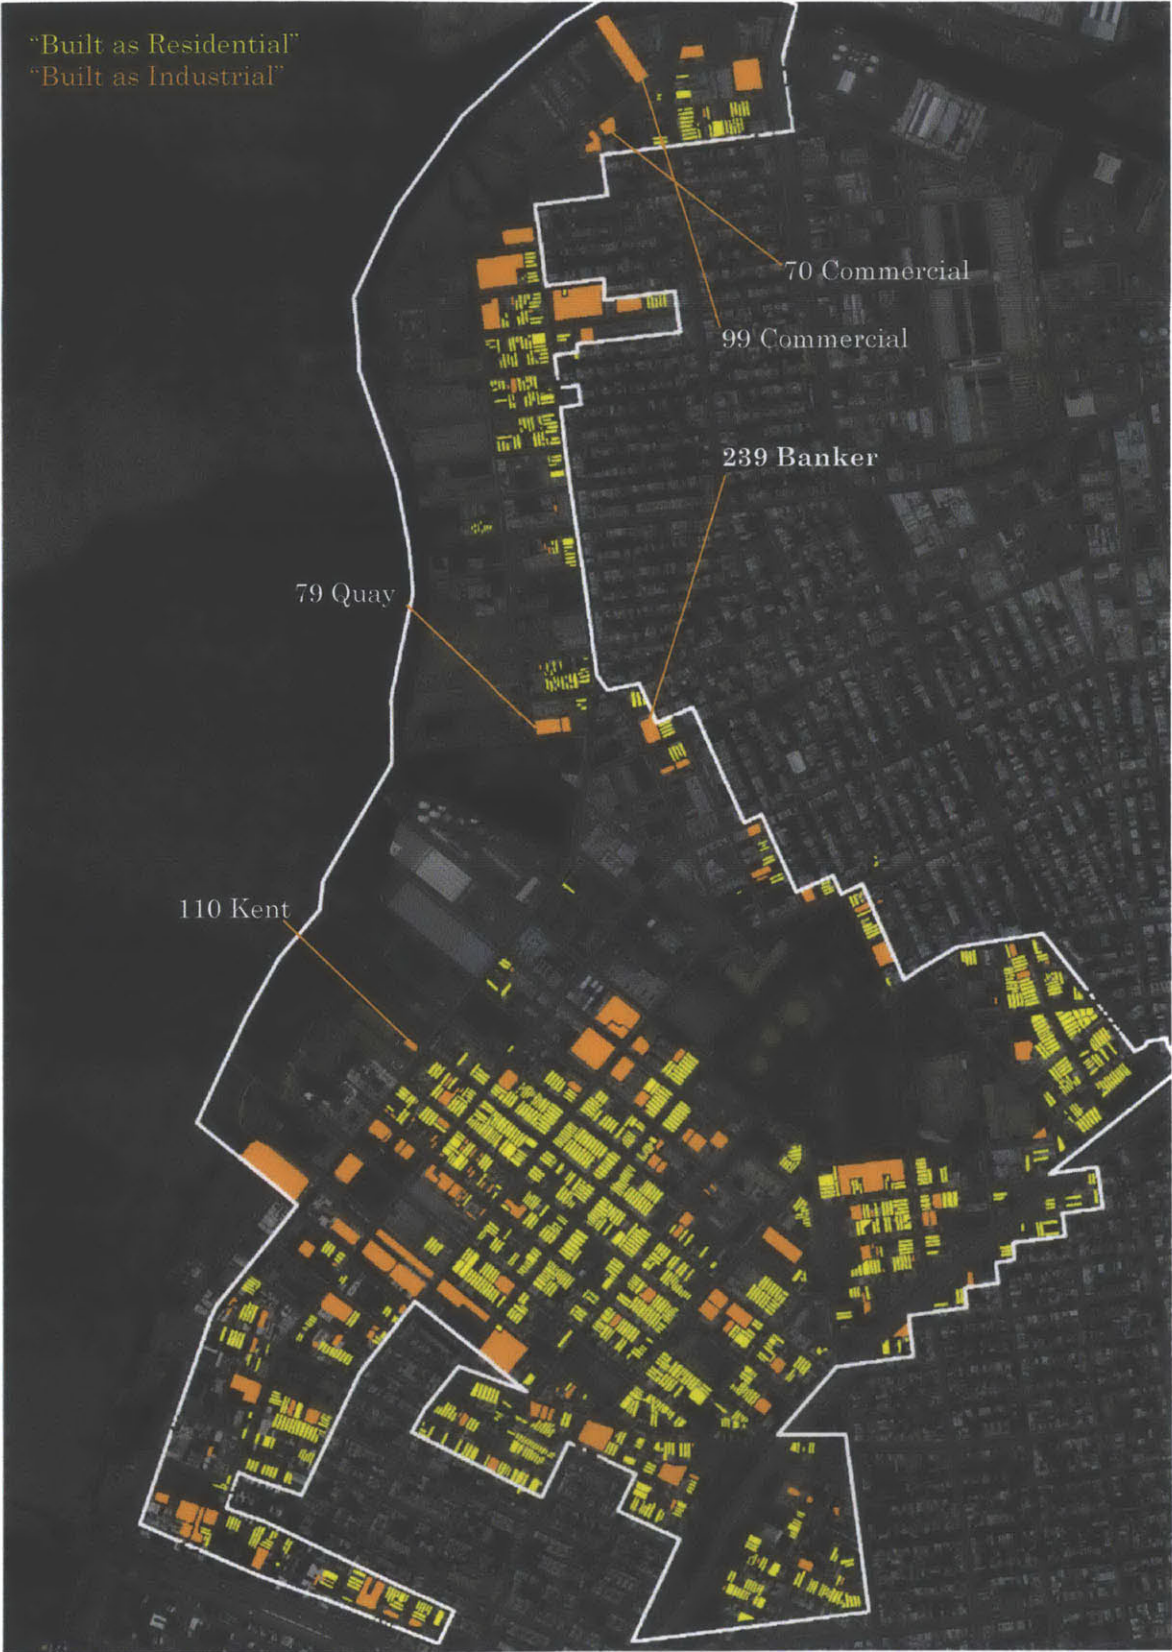 “Built as Residential”
“Built as Industrial”
70 Commercial
99 Commercial
239 Banker
79 Quay
110 Kent